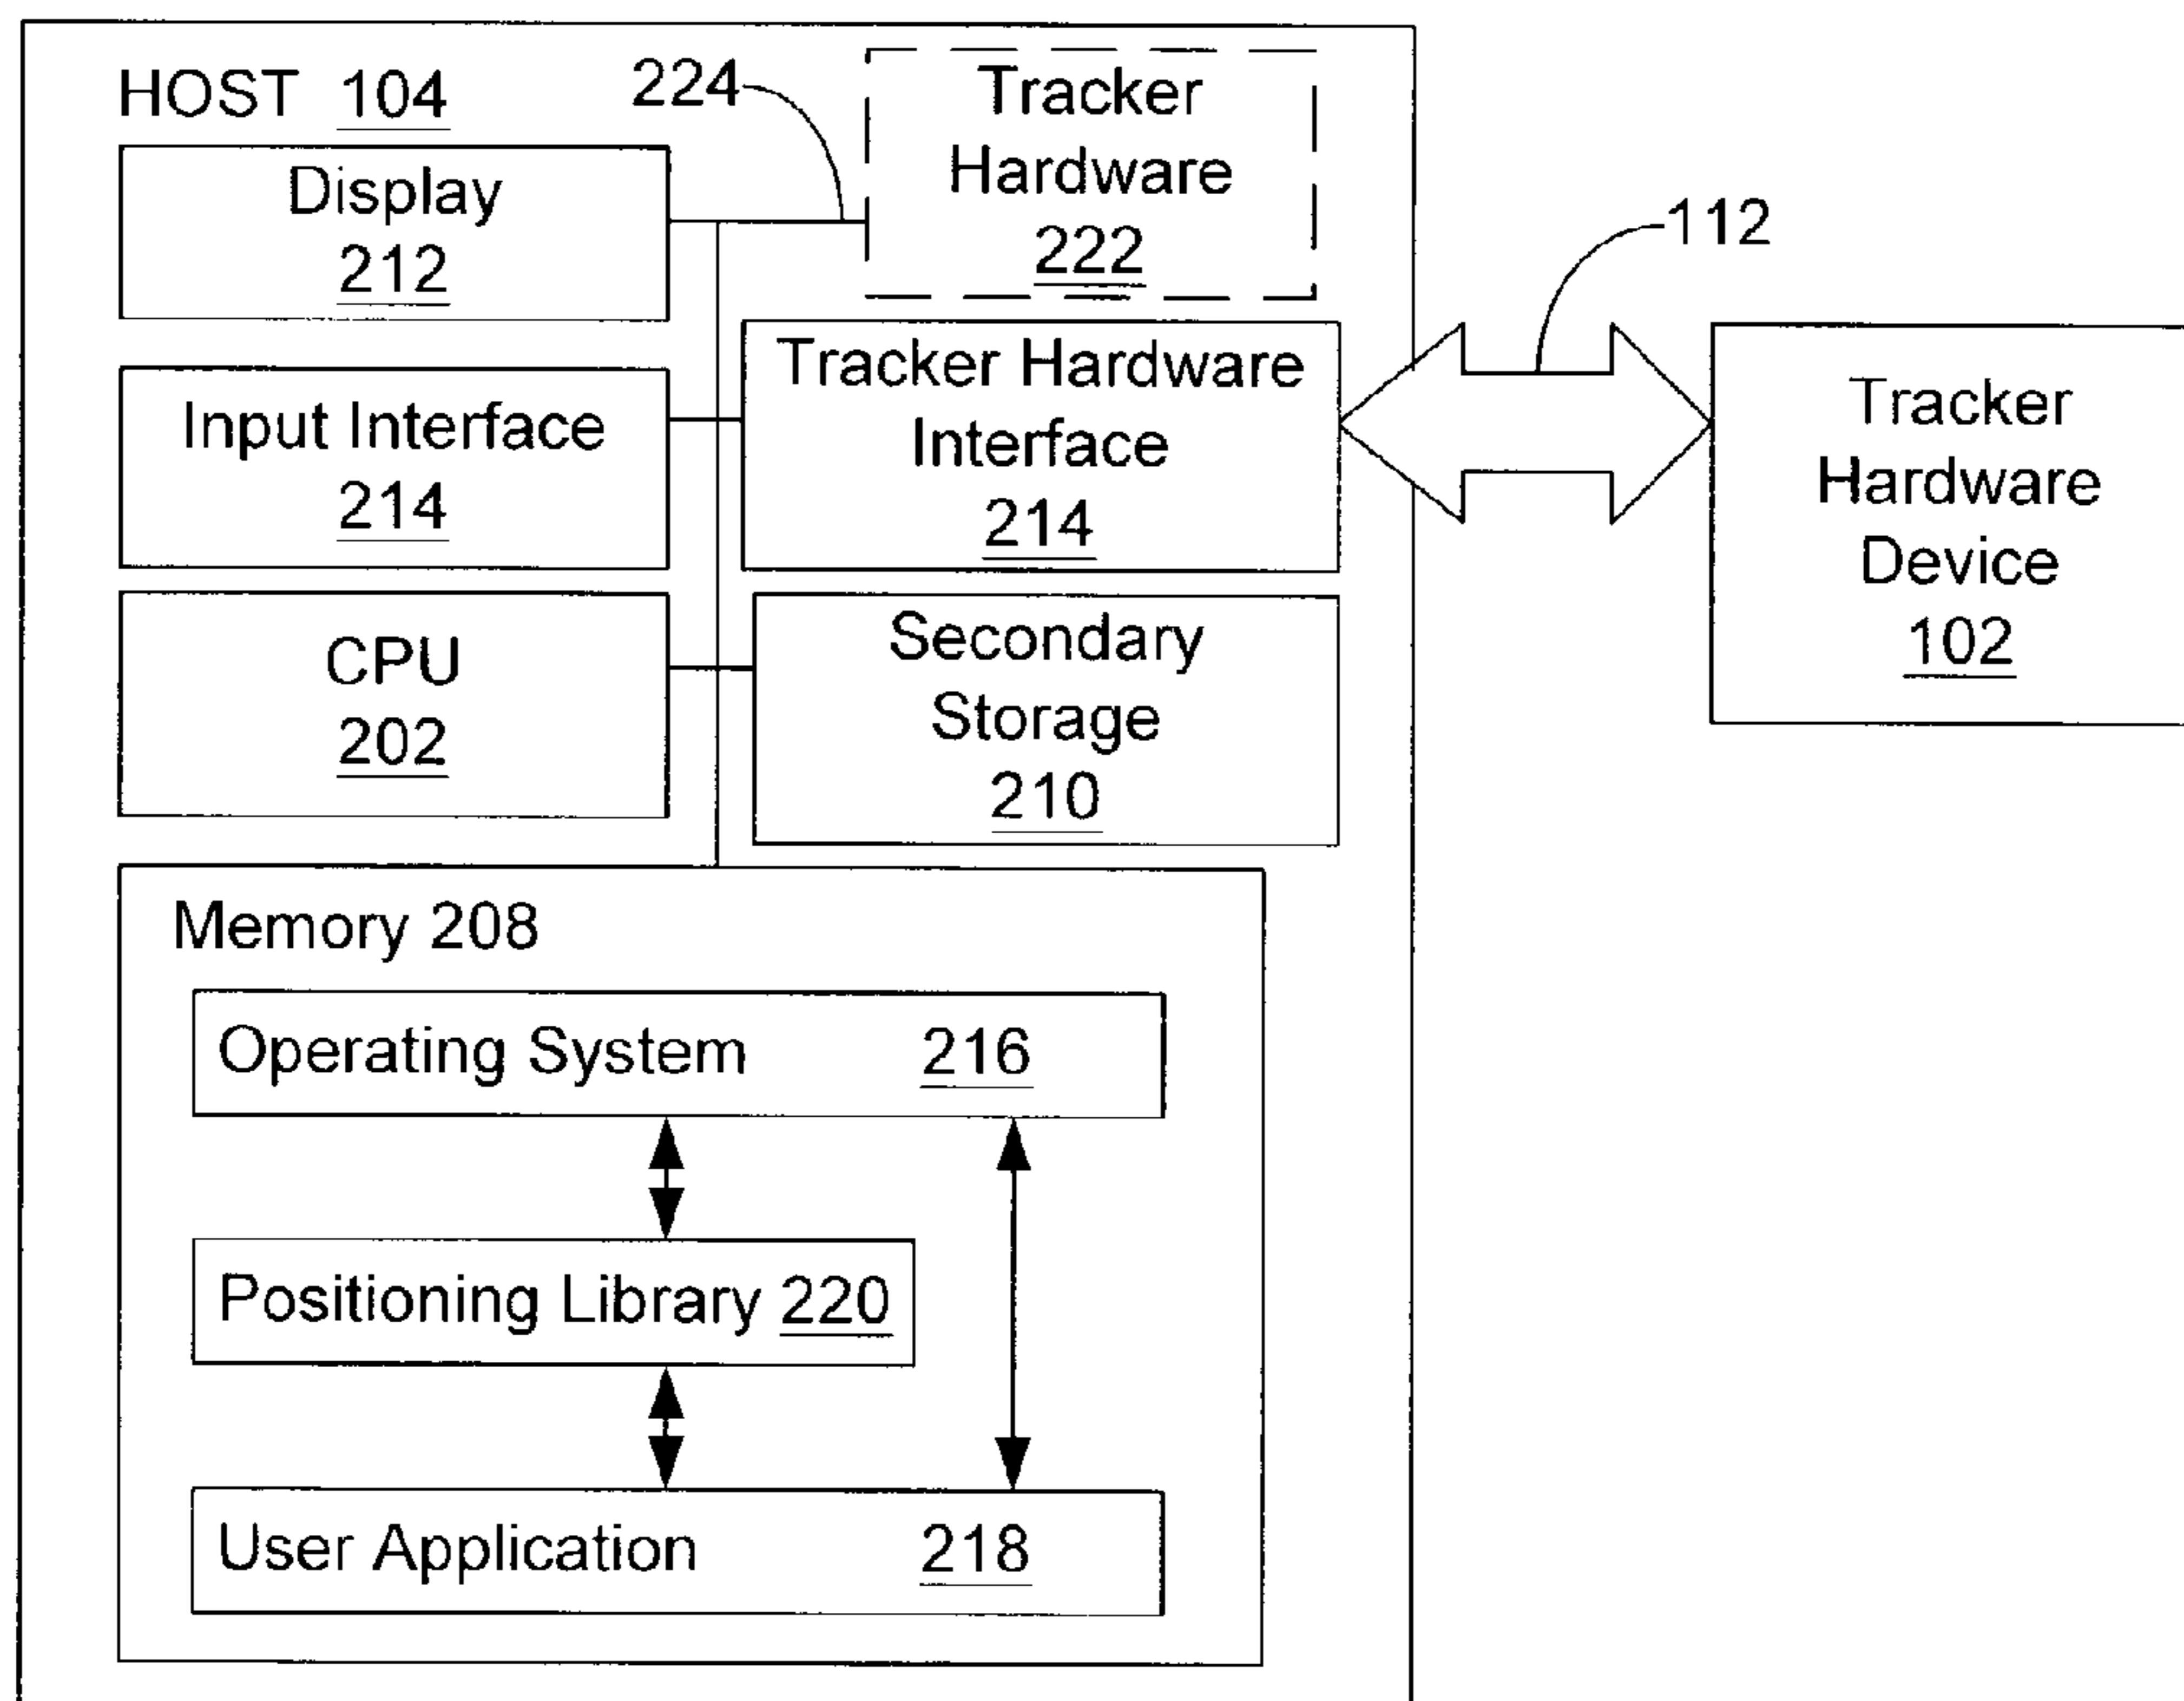 HOST 104
224
Tracker
Hardware
222
Display
212
112
Tracker Hardware
Interface
214
Input Interface
214
Tracker
Hardware
Device
102
CPU
202
Secondary
Storage
210
Memory 208
Operating System 216
Positioning Library 220
User Application 218